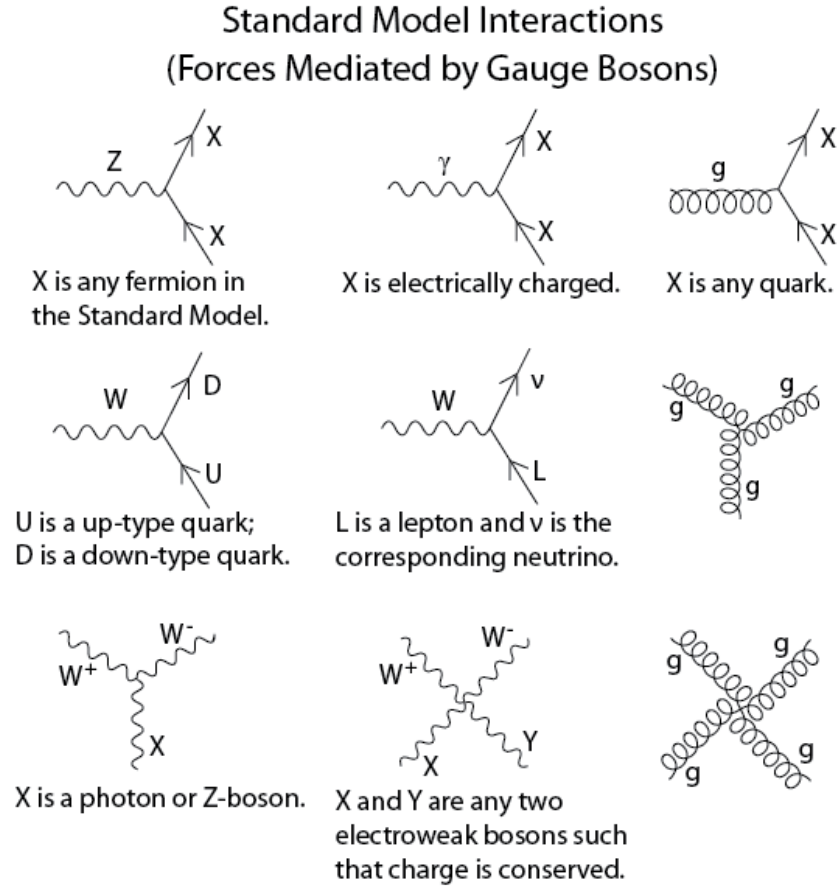 Standard Model Interactions
(Forces Mediated by Gauge Bosons)
Z
X
X
X is any fermion in
the Standard Model.
γ
X
X
X is electrically charged.
g
X
X
X is any quark.
W
D
U
U is a up-type quark;
D is a down-type quark.
W
ν
L
L is a lepton and ν is the
corresponding neutrino.
g
g
g
W⁺
W⁻
X
X is a photon or Z-boson.
W⁺
W⁻
X
Y
X and Y are any two
electroweak bosons such
that charge is conserved.
g
g
g
g